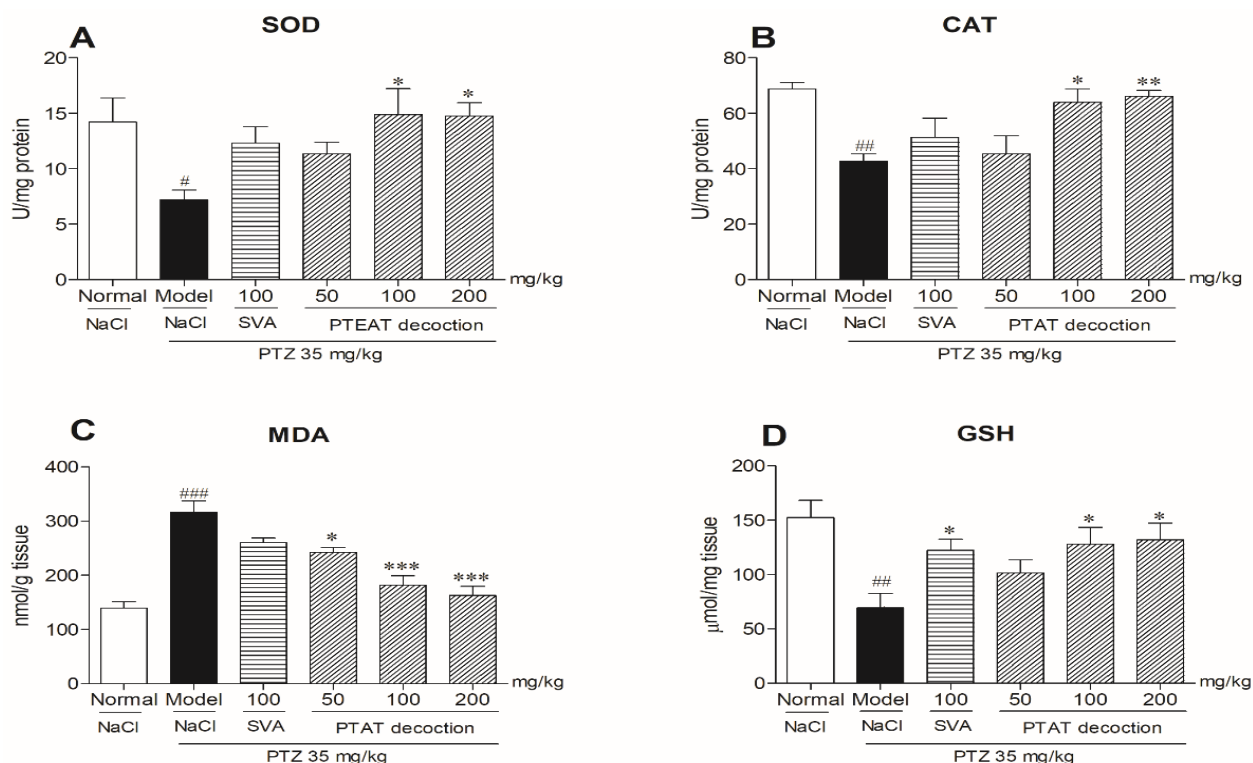 A
SOD
U/mg protein
20
15
10
5
0
#
*
*
mg/kg
Normal Model 100 50 100 200
NaCl NaCl SVA PTEAT decoction
PTZ 35 mg/kg
B
CAT
U/mg protein
80
60
40
20
0
##
*
**
mg/kg
Normal Model 100 50 100 200
NaCl NaCl SVA PTAT decoction
PTZ 35 mg/kg
C
MDA
nmol/g tissue
400
300
200
100
0
###
*
***
***
mg/kg
Normal Model 100 50 100 200
NaCl NaCl SVA PTAT decoction
PTZ 35 mg/kg
D
GSH
μmol/mg tissue
200
150
100
50
0
##
*
*
*
mg/kg
Normal Model 100 50 100 200
NaCl NaCl SVA PTAT decoction
PTZ 35 mg/kg